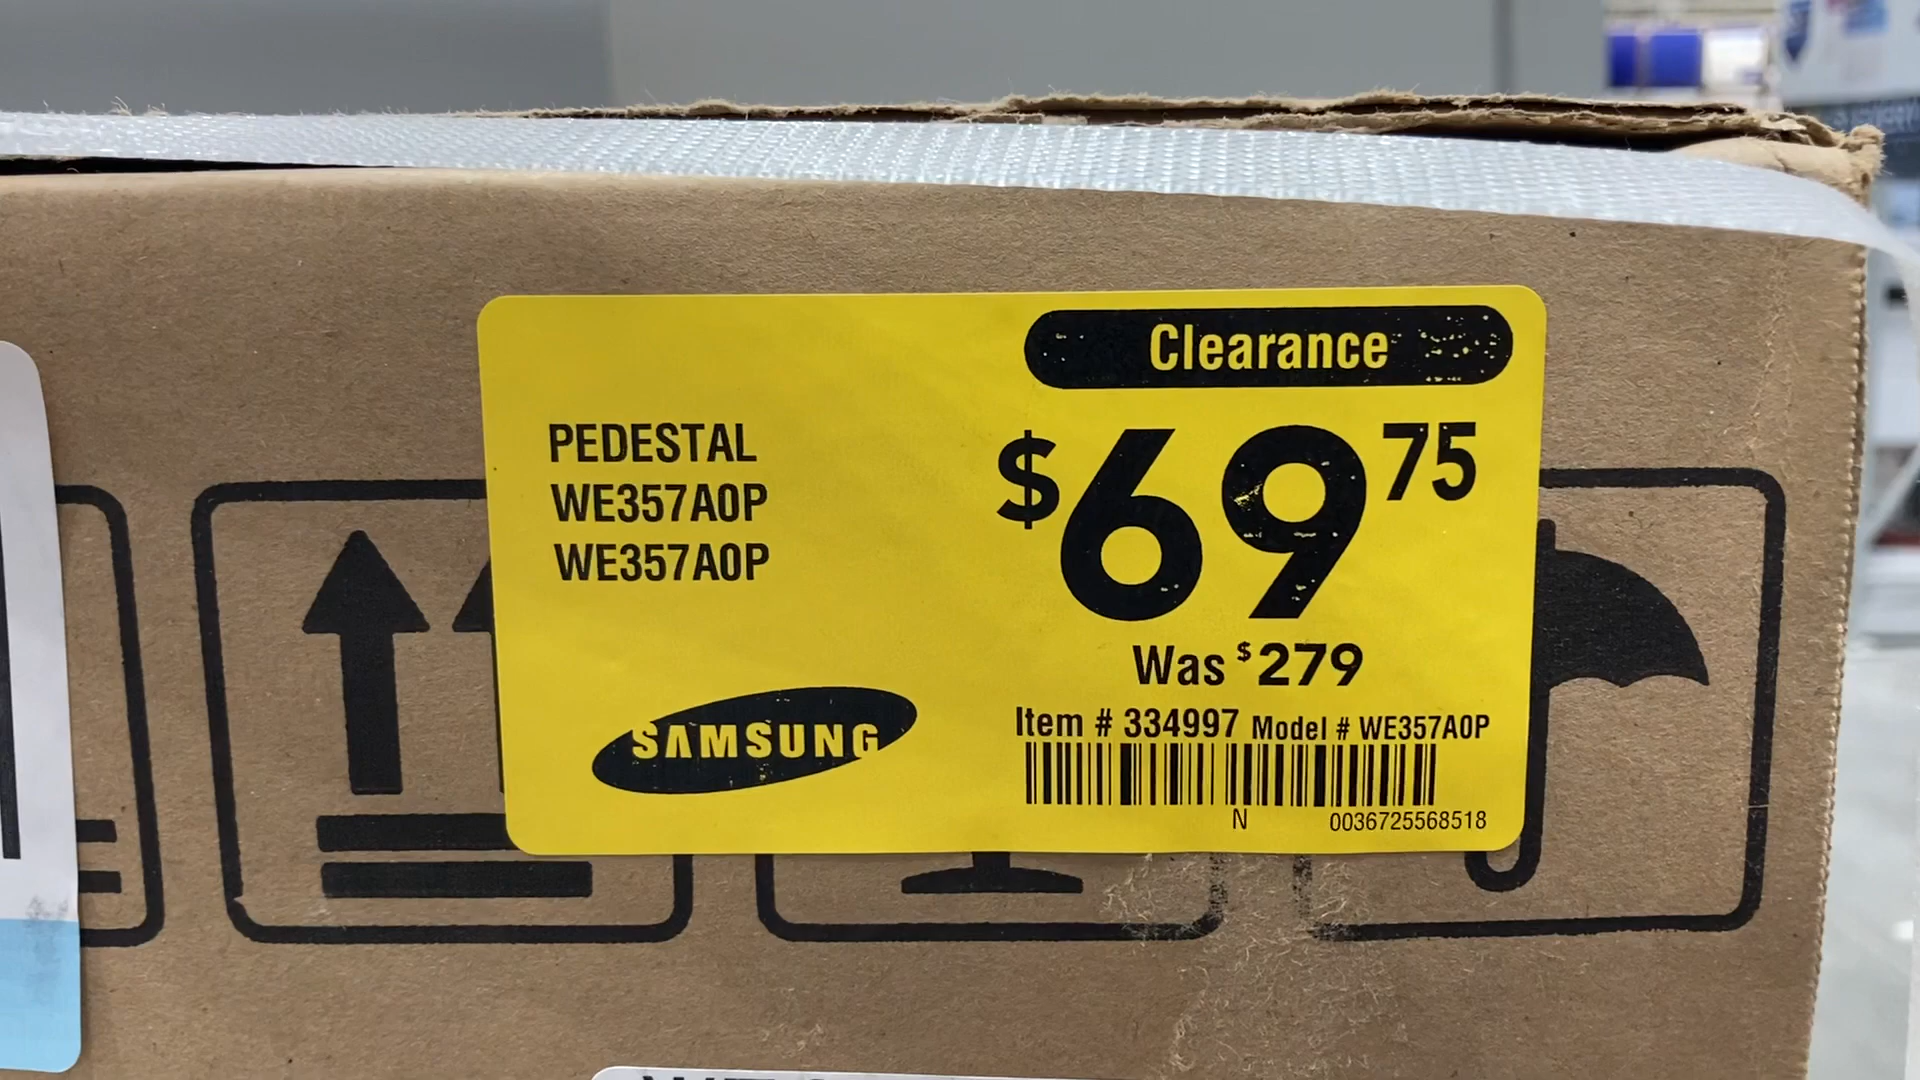 Clearance
PEDESTAL
WE357A0P
WE357A0P
$69 75
Was $279
SAMSUNG
Item # 334997 Model # WE357A0P
N 0036725568518